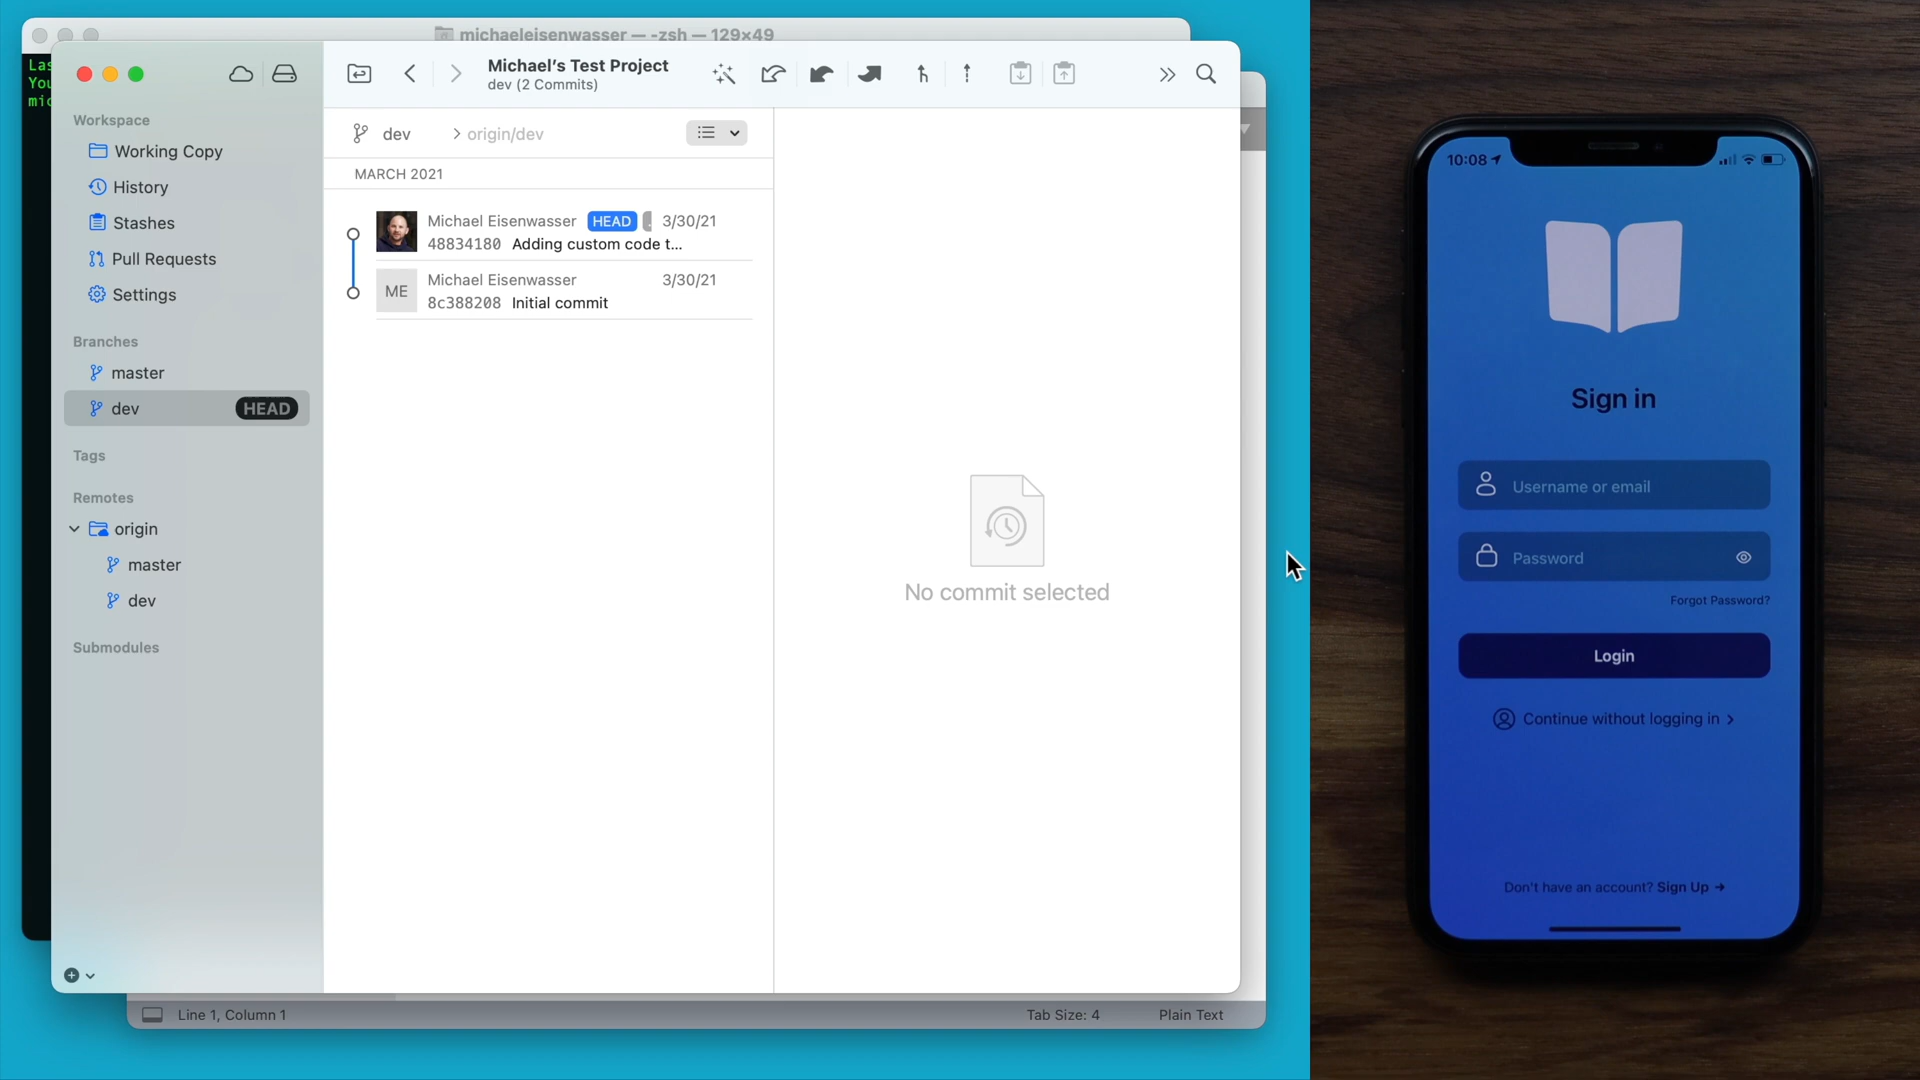 michaeleisenwasser — -zsh — 129×49
Las
You
mic
Michael's Test Project
dev (2 Commits)
Workspace
Working Copy
History
Stashes
Pull Requests
Settings
Branches
master
dev HEAD
Tags
Remotes
origin
master
dev
Submodules
dev > origin/dev
MARCH 2021
Michael Eisenwasser HEAD 3/30/21
48834180 Adding custom code t...
ME
Michael Eisenwasser 3/30/21
8c388208 Initial commit
No commit selected
Line 1, Column 1
Tab Size: 4
Plain Text
10:08
Sign in
Username or email
Password
Forgot Password?
Login
Continue without logging in >
Don't have an account? Sign Up →